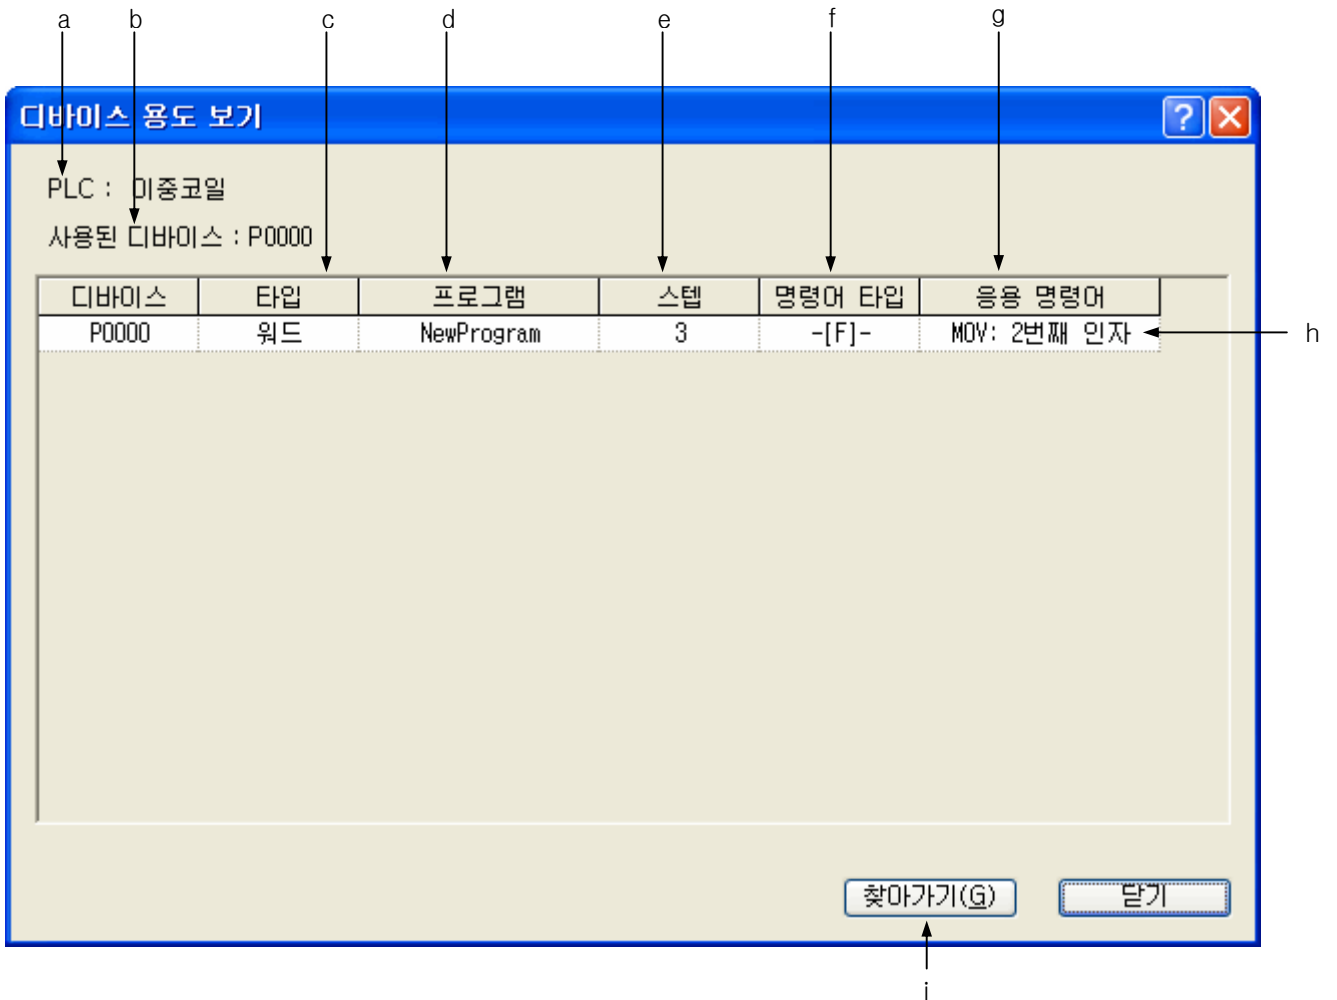 a b c d e f g
디바이스 용도 보기
PLC : 이중코일
사용된 디바이스 : P0000
디바이스 타입 프로그램 스텝 명령어 타입 응용 명령어
P0000 워드 NewProgram 3 -[F]- MOV: 2번째 인자 h
찾아가기(G) 닫기
i